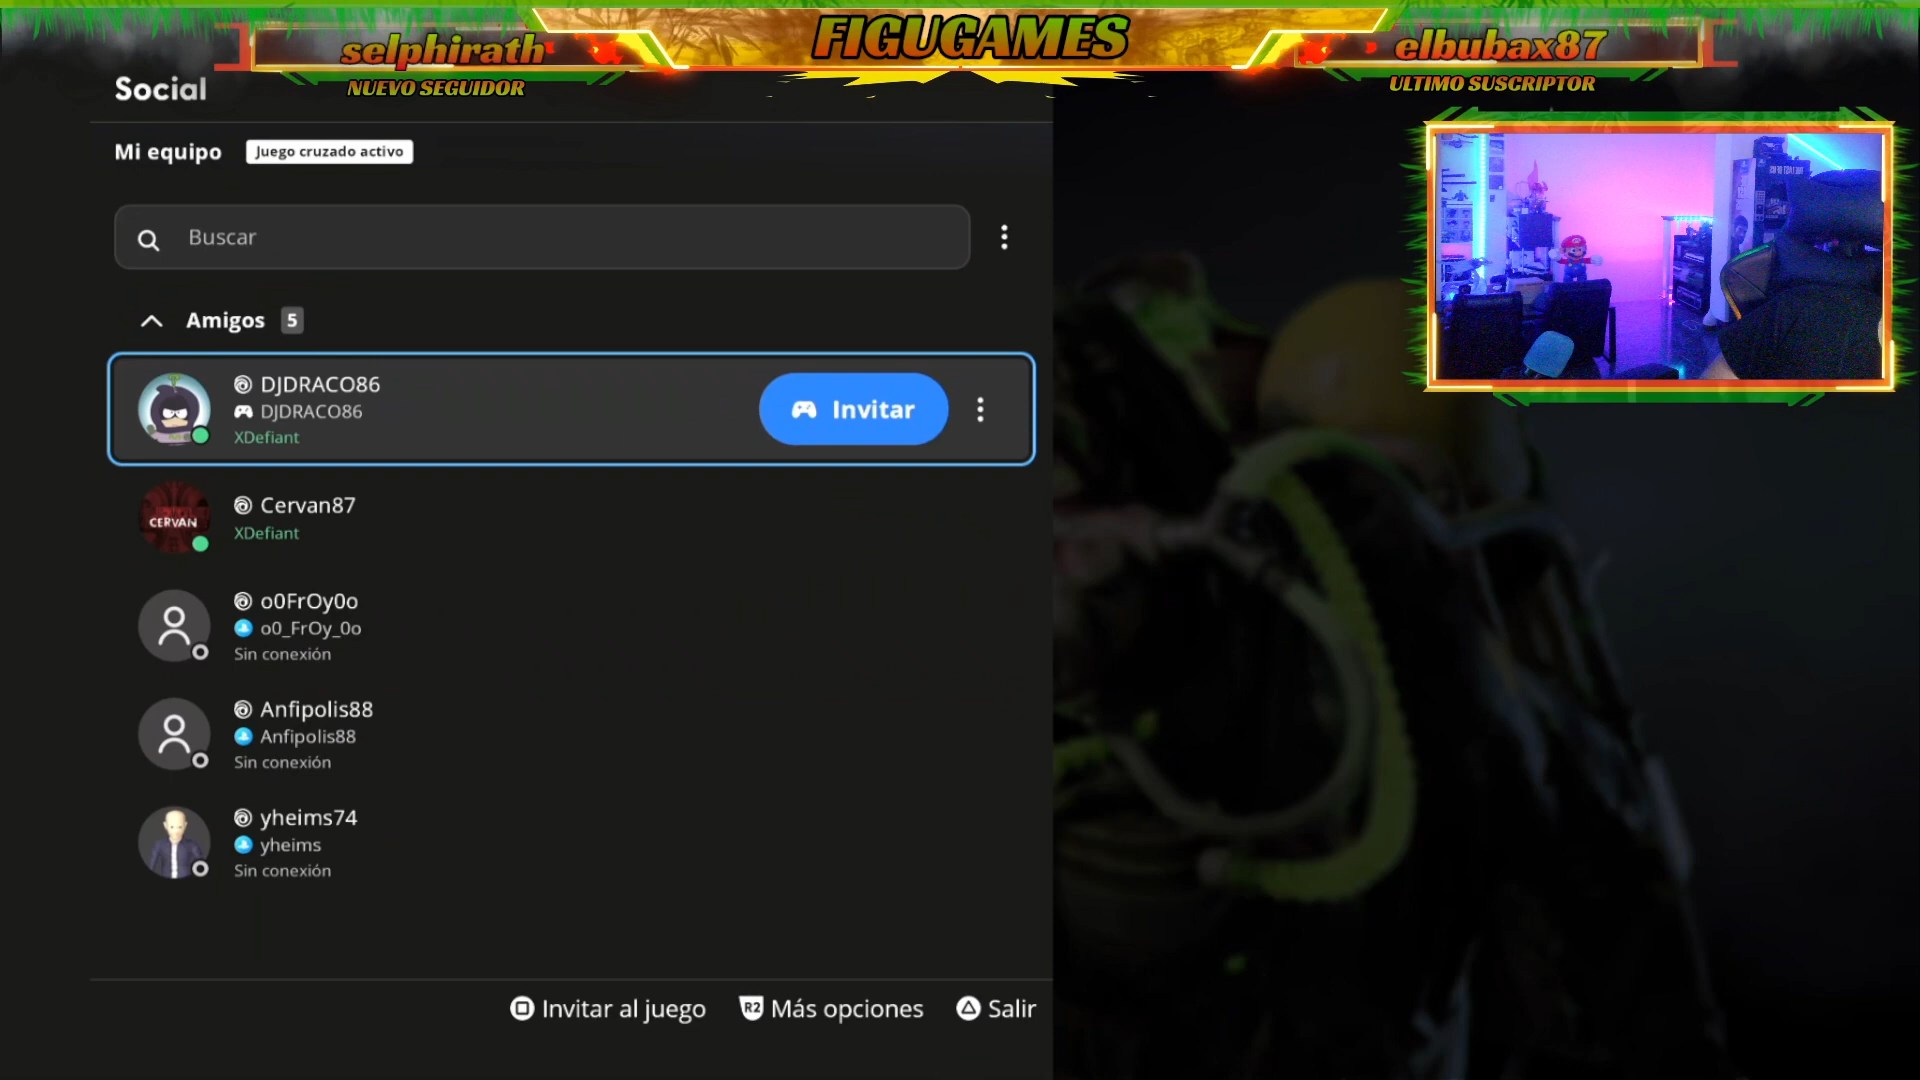 FIGUGAMES
selphirath
NUEVO SEGUIDOR
elbubax87
ULTIMO SUSCRIPTOR
Social
Mi equipo
Juego cruzado activo
Buscar
Amigos 5
DJDRACO86
DJDRACO86
XDefiant
Invitar
CERVAN
Cervan87
XDefiant
o0FrOy0o
o0_FrOy_0o
Sin conexión
Anfipolis88
Anfipolis88
Sin conexión
yheims74
yheims
Sin conexión
Invitar al juego
R2 Más opciones
Salir